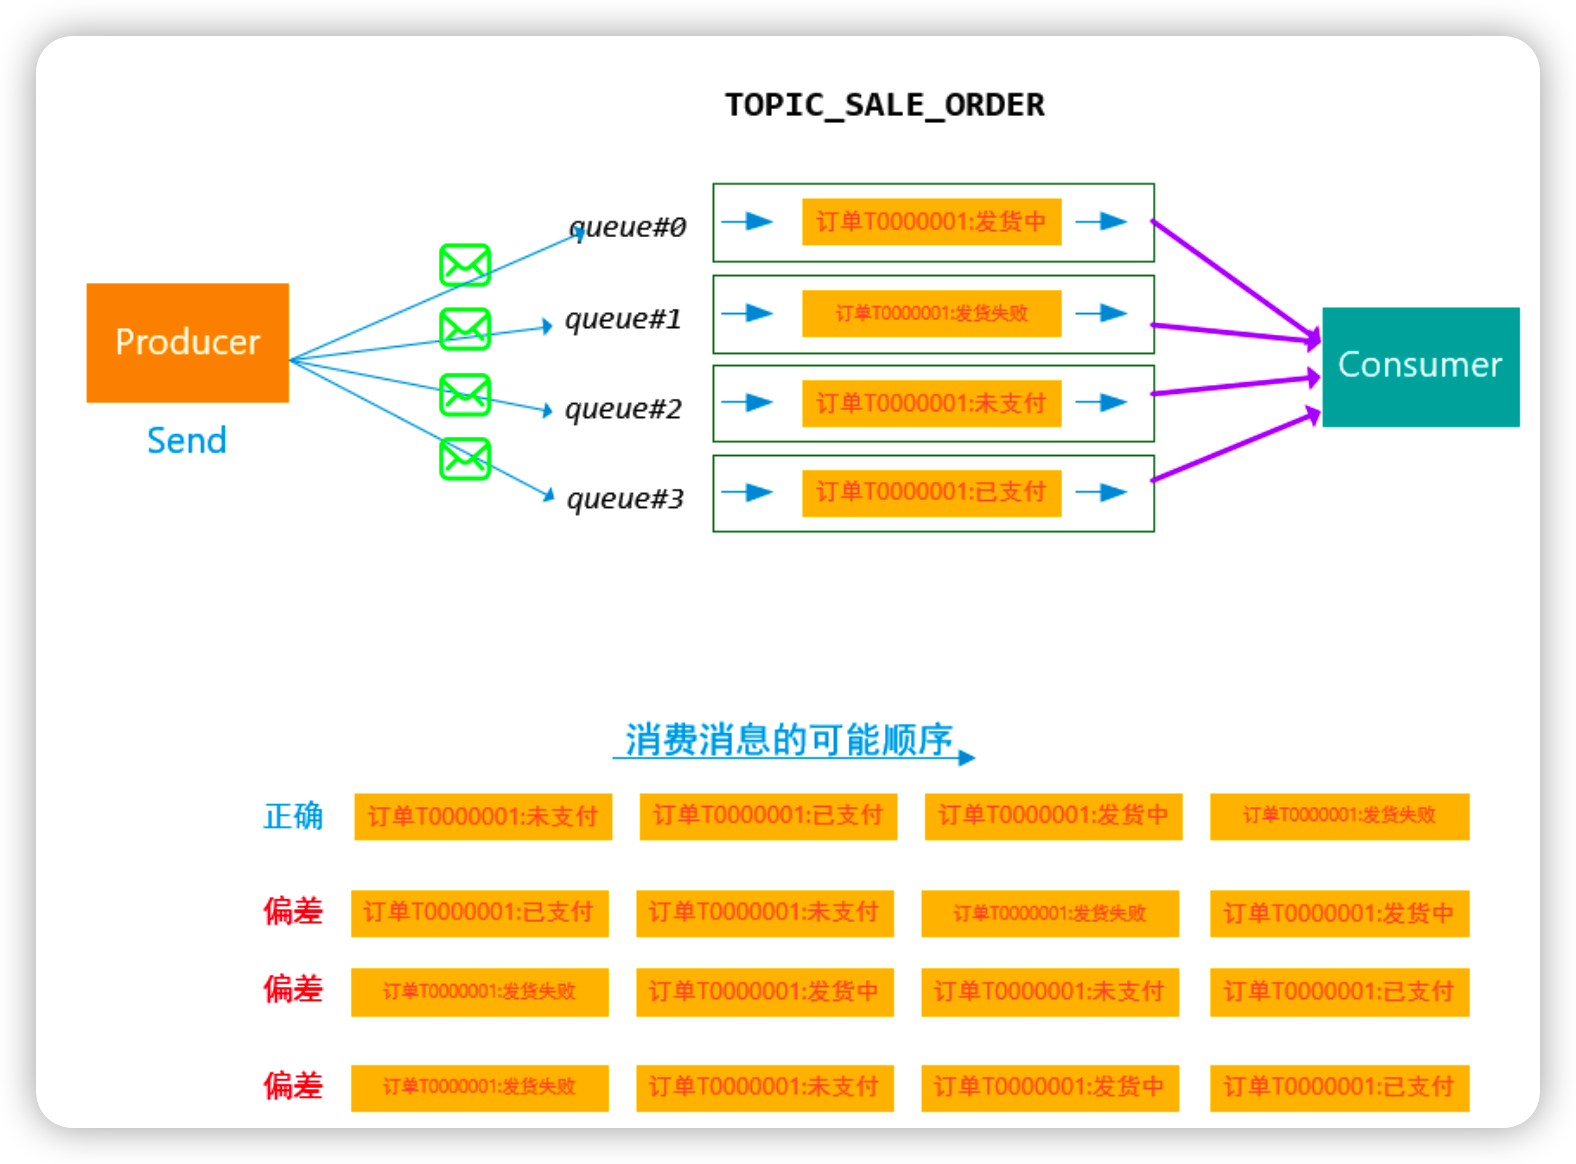 TOPIC_SALE_ORDER
queue#0
订单T0000001:发货中
queue#1
订单T0000001:发货失败
Producer
Consumer
queue#2
订单T0000001:未支付
Send
queue#3
订单T0000001:已支付
消费消息的可能顺序
正确 订单T0000001:未支付 订单T0000001:已支付 订单T0000001:发货中 订单T0000001:发货失败
偏差 订单T0000001:已支付 订单T0000001:未支付 订单T0000001:发货失败 订单T0000001:发货中
偏差 订单T0000001:发货失败 订单T0000001:发货中 订单T0000001:未支付 订单T0000001:已支付
偏差 订单T0000001:发货失败 订单T0000001:未支付 订单T0000001:发货中 订单T0000001:已支付